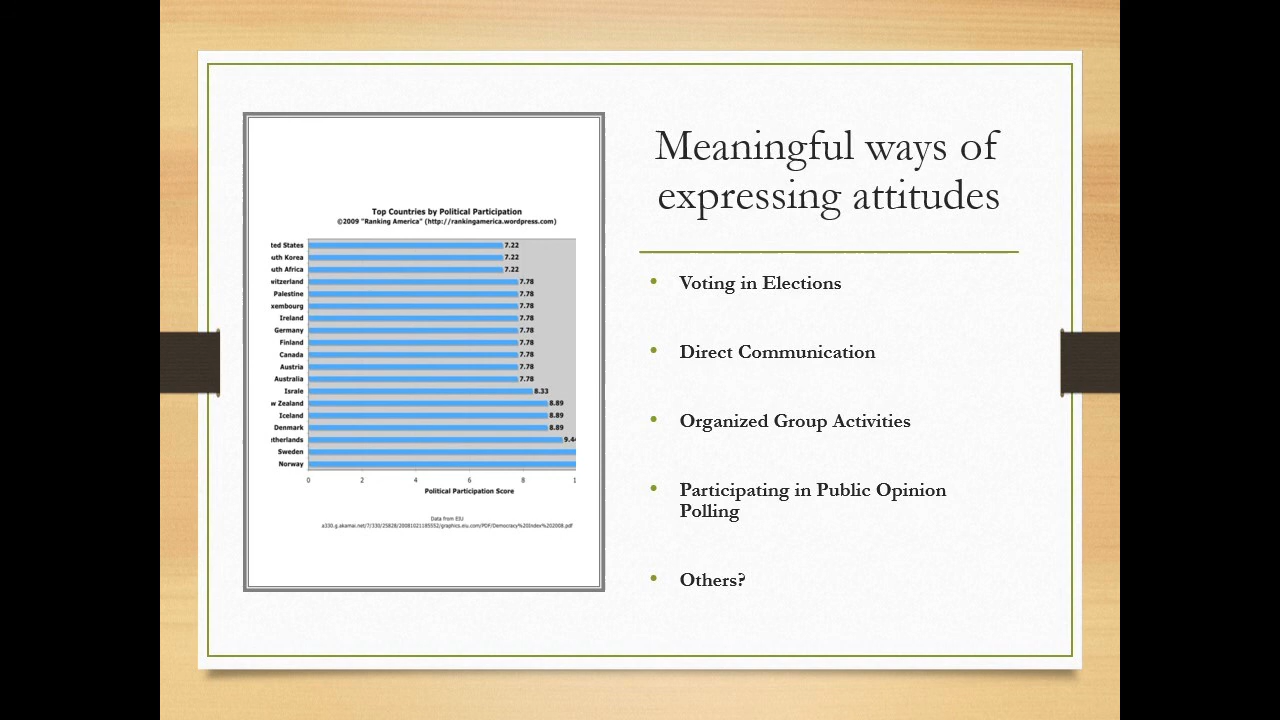 Meaningful ways of
expressing attitudes
• Voting in Elections
• Direct Communication
• Organized Group Activities
• Participating in Public Opinion
Polling
• Others?
Top Countries by Political Participation
©2009 "Ranking America" (http://rankingamerica.wordpress.com)
ted States 7.22
uth Korea 7.22
uth Africa 7.22
witzerland 7.78
Palestine 7.78
xembourg 7.78
Ireland 7.78
Germany 7.78
Finland 7.78
Canada 7.78
Austria 7.78
Australia 7.78
Israle 8.33
w Zealand 8.89
Iceland 8.89
Denmark 8.89
therlands 9.44
Sweden
Norway
0 2 4 6 8 1
Political Participation Score
Data from EIU